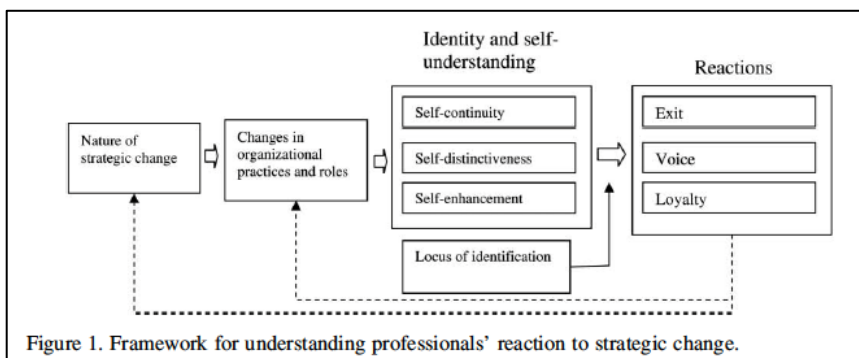 Identity and self-
understanding
Reactions
Nature of
strategic change
Changes in
organizational
practices and roles
Self-continuity
Self-distinctiveness
Self-enhancement
Locus of identification
Exit
Voice
Loyalty
Figure 1. Framework for understanding professionals' reaction to strategic change.